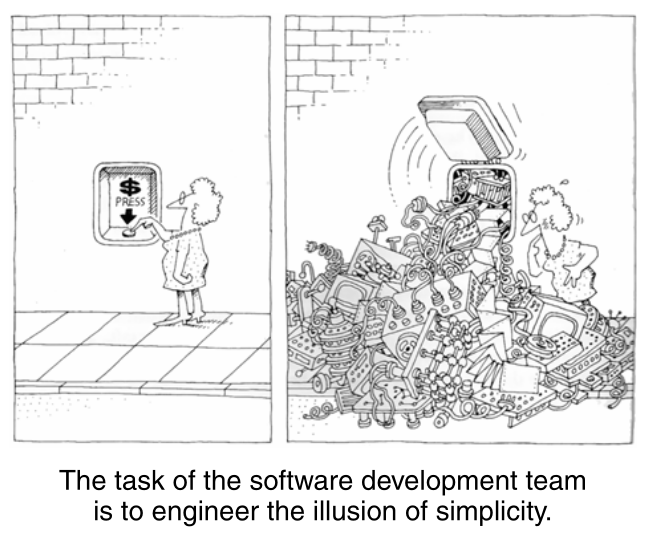 $
PRESS
The task of the software development team
is to engineer the illusion of simplicity.